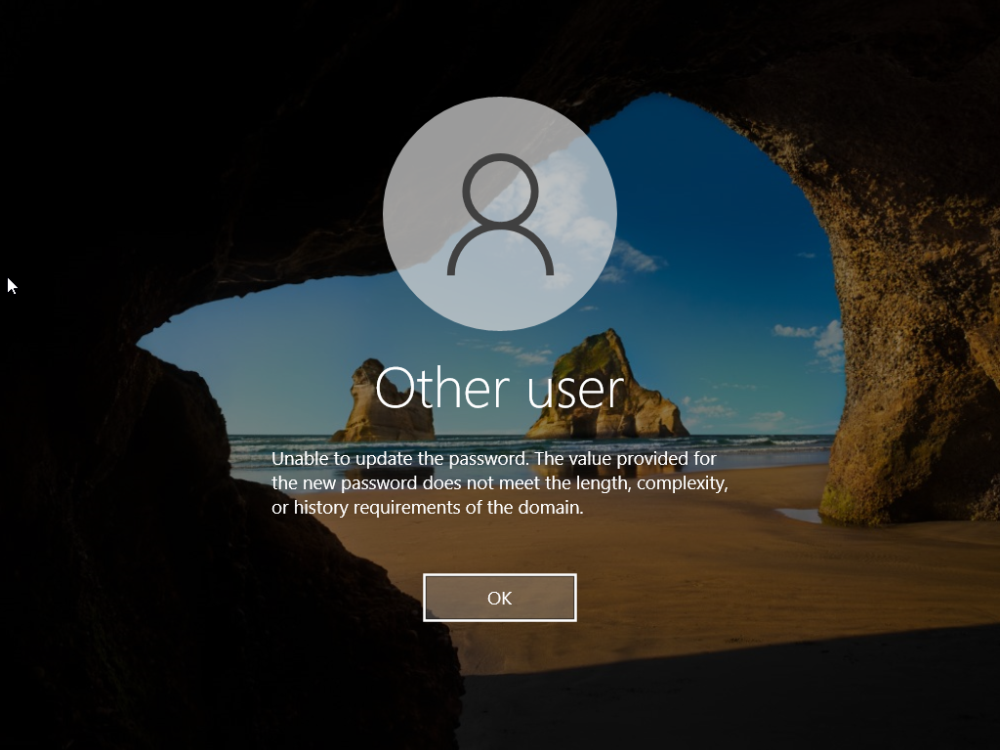 Other user
Unable to update the password. The value provided for
the new password does not meet the length, complexity,
or history requirements of the domain.
OK